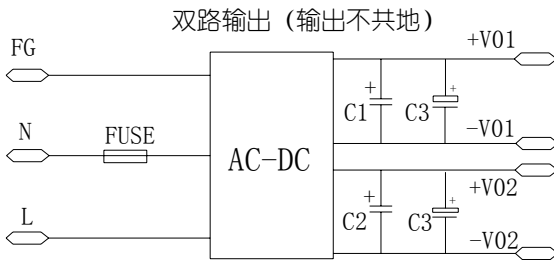 双路输出（输出不共地）
FG
+V01
+
+
C1
C3
N
FUSE
-V01
AC-DC
+V02
+
+
L
C2
C3
-V02